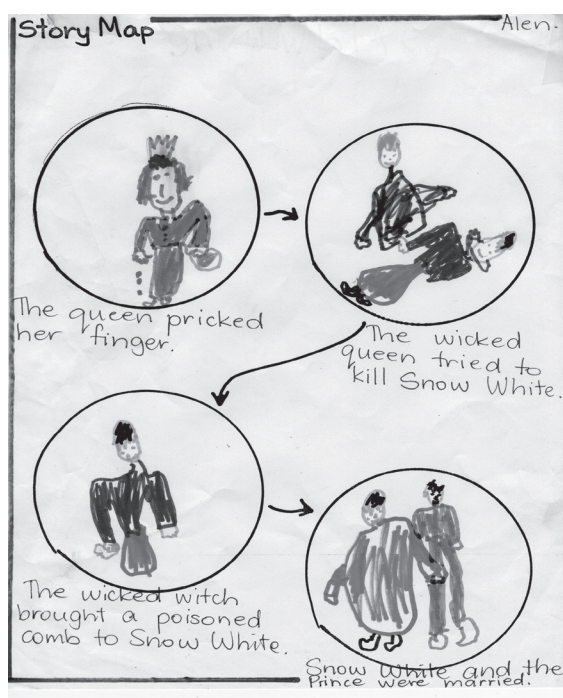 Story Map
Alen.
The queen pricked
her finger.
The wicked
queen tried to
kill Snow White.
The wicked witch
brought a poisoned
comb to Snow White.
Snow White and the
Prince were married.